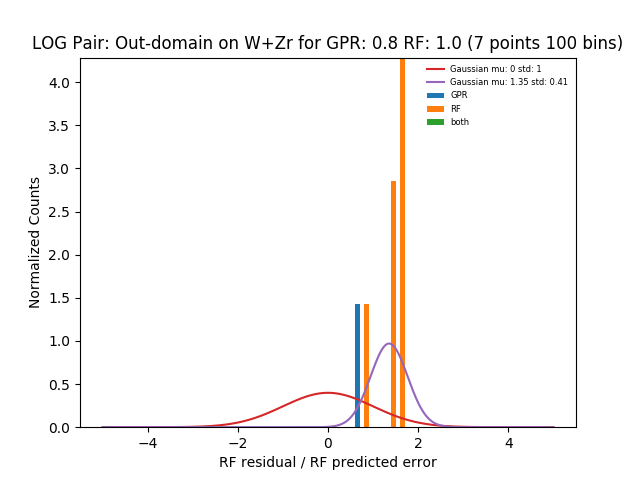 LOG Pair: Out-domain on W+Zr for GPR: 0.8 RF: 1.0 (7 points 100 bins)
Gaussian mu: 0 std: 1
Gaussian mu: 1.35 std: 0.41
GPR
RF
both
Normalized Counts
4.0
3.5
3.0
2.5
2.0
1.5
1.0
0.5
0.0
−4 −2 0 2 4
RF residual / RF predicted error